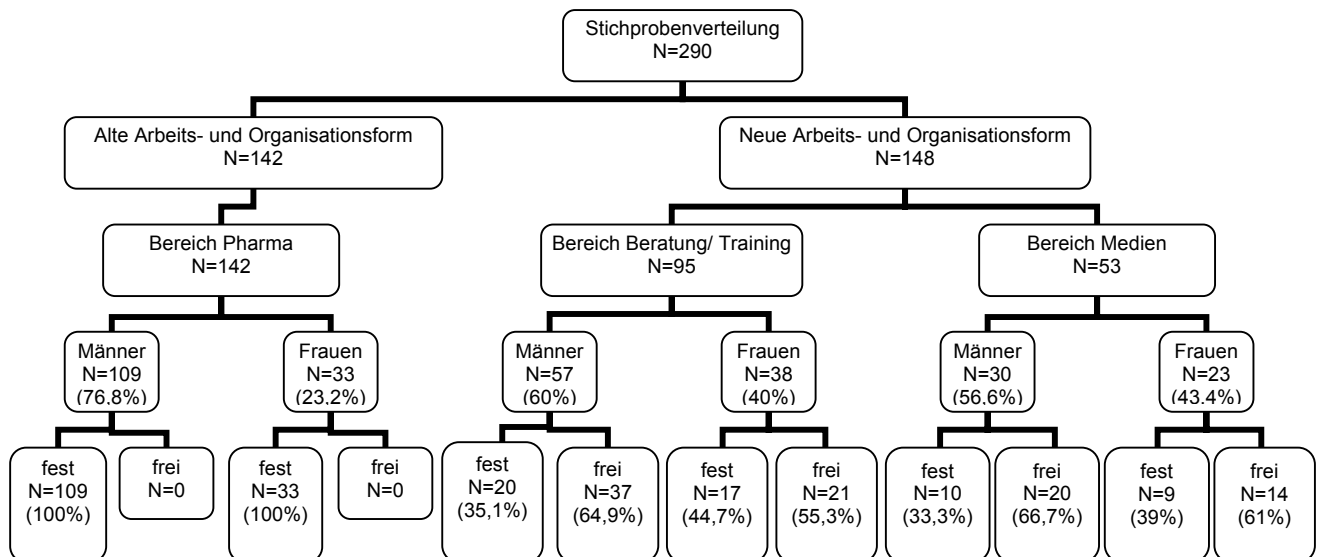 Stichprobenverteilung
N=290
Alte Arbeits- und Organisationsform
N=142
Neue Arbeits- und Organisationsform
N=148
Bereich Pharma
N=142
Bereich Beratung/ Training
N=95
Bereich Medien
N=53
Männer
N=109
(76,8%)
Frauen
N=33
(23,2%)
Männer
N=57
(60%)
Frauen
N=38
(40%)
Männer
N=30
(56,6%)
Frauen
N=23
(43,4%)
fest
N=109
(100%)
frei
N=0
fest
N=33
(100%)
frei
N=0
fest
N=20
(35,1%)
frei
N=37
(64,9%)
fest
N=17
(44,7%)
frei
N=21
(55,3%)
fest
N=10
(33,3%)
frei
N=20
(66,7%)
fest
N=9
(39%)
frei
N=14
(61%)